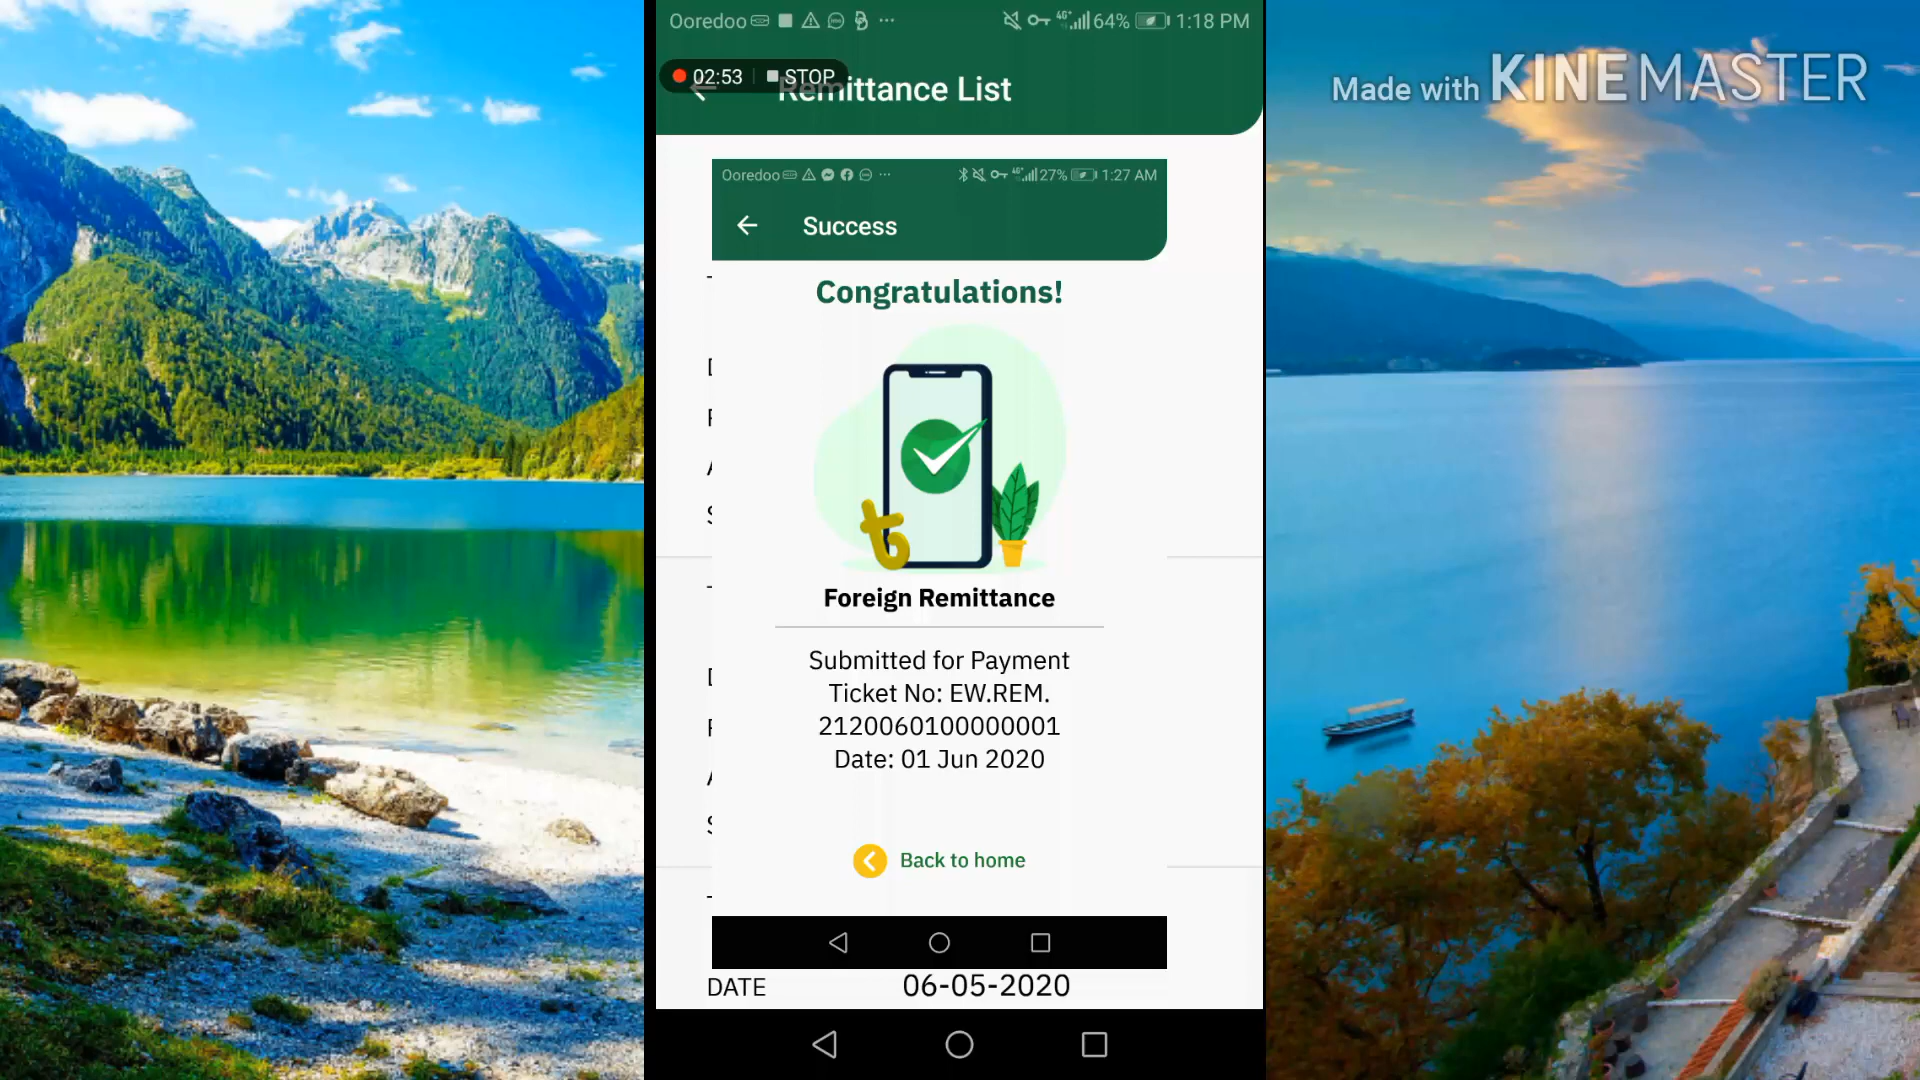 Ooredoo 64% 1:18 PM
02:53 STOP
Remittance List
Made with KINEMASTER
Ooredoo 27% 1:27 AM
Success
Congratulations!
Foreign Remittance
Submitted for Payment
Ticket No: EW.REM.
2120060100000001
Date: 01 Jun 2020
Back to home
DATE 06-05-2020